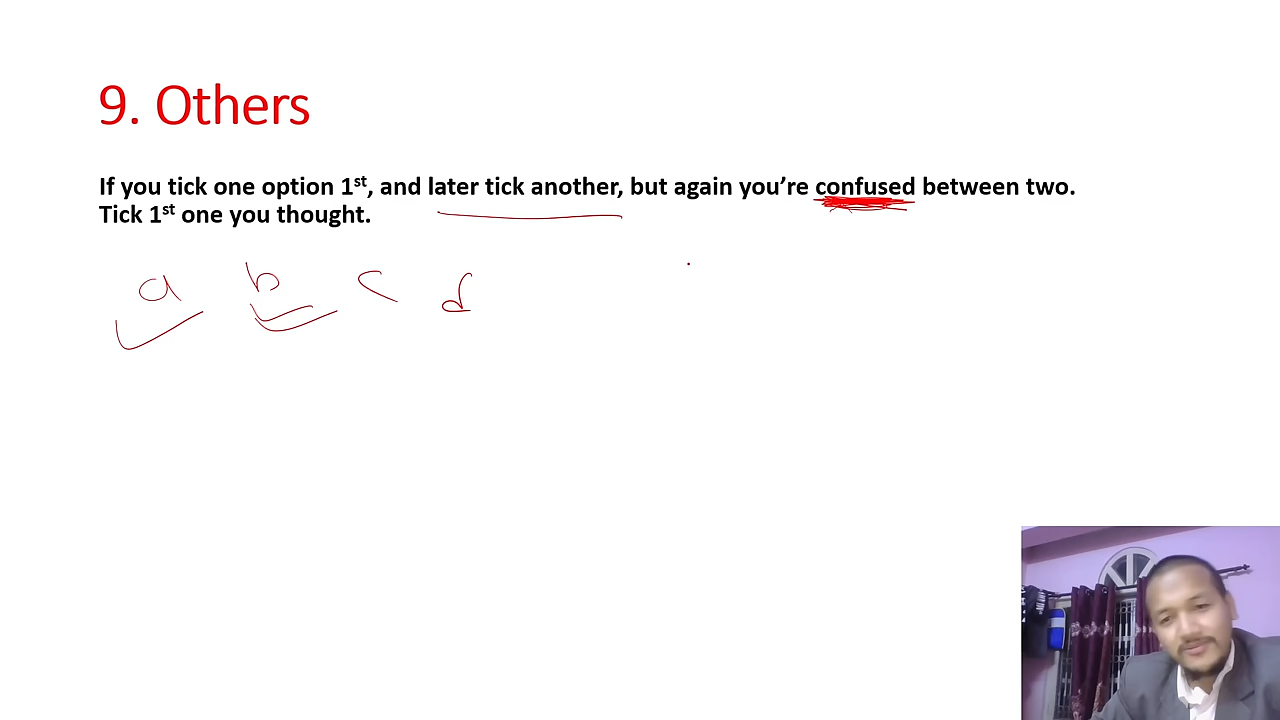 9. Others
If you tick one option 1st, and later tick another, but again you’re confused between two.
Tick 1st one you thought.
a b c d